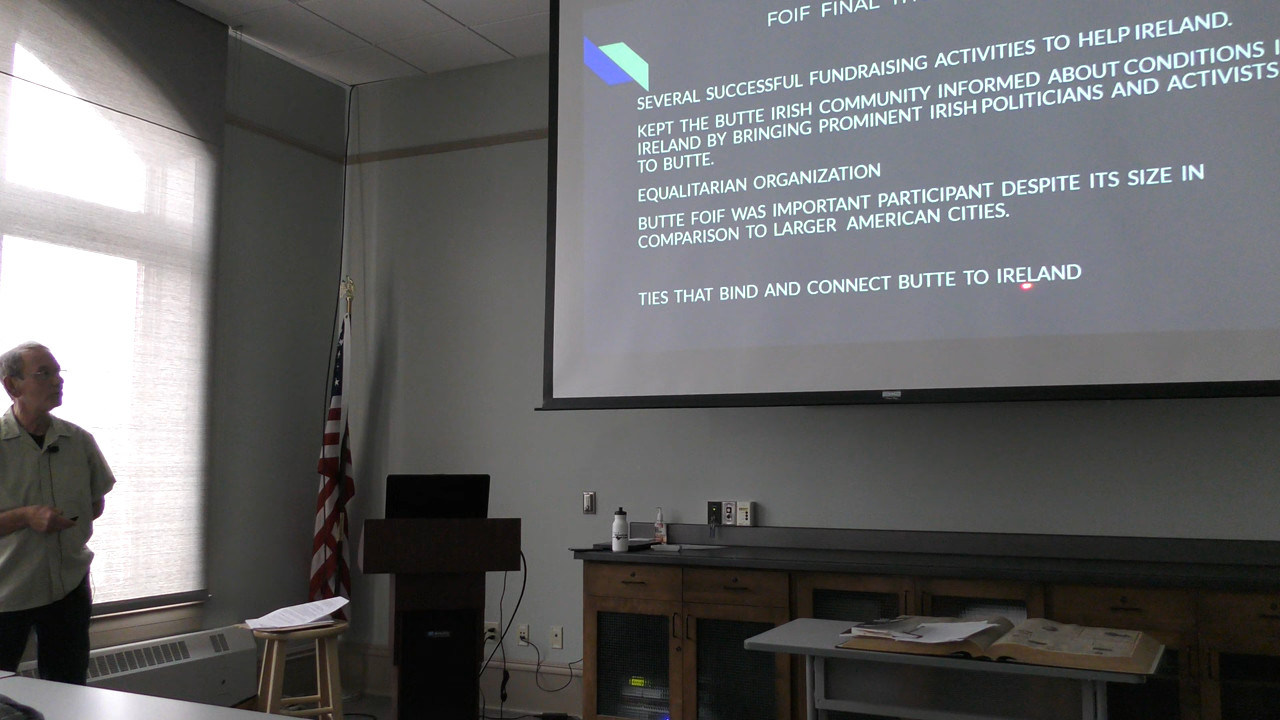 FOIF FINAL
SEVERAL SUCCESSFUL FUNDRAISING ACTIVITIES TO HELP IRELAND.
KEPT THE BUTTE IRISH COMMUNITY INFORMED ABOUT CONDITIONS
IRELAND BY BRINGING PROMINENT IRISH POLITICIANS AND ACTIVISTS
TO BUTTE.
EQUALITARIAN ORGANIZATION
BUTTE FOIF WAS IMPORTANT PARTICIPANT DESPITE ITS SIZE IN
COMPARISON TO LARGER AMERICAN CITIES.
TIES THAT BIND AND CONNECT BUTTE TO IRELAND